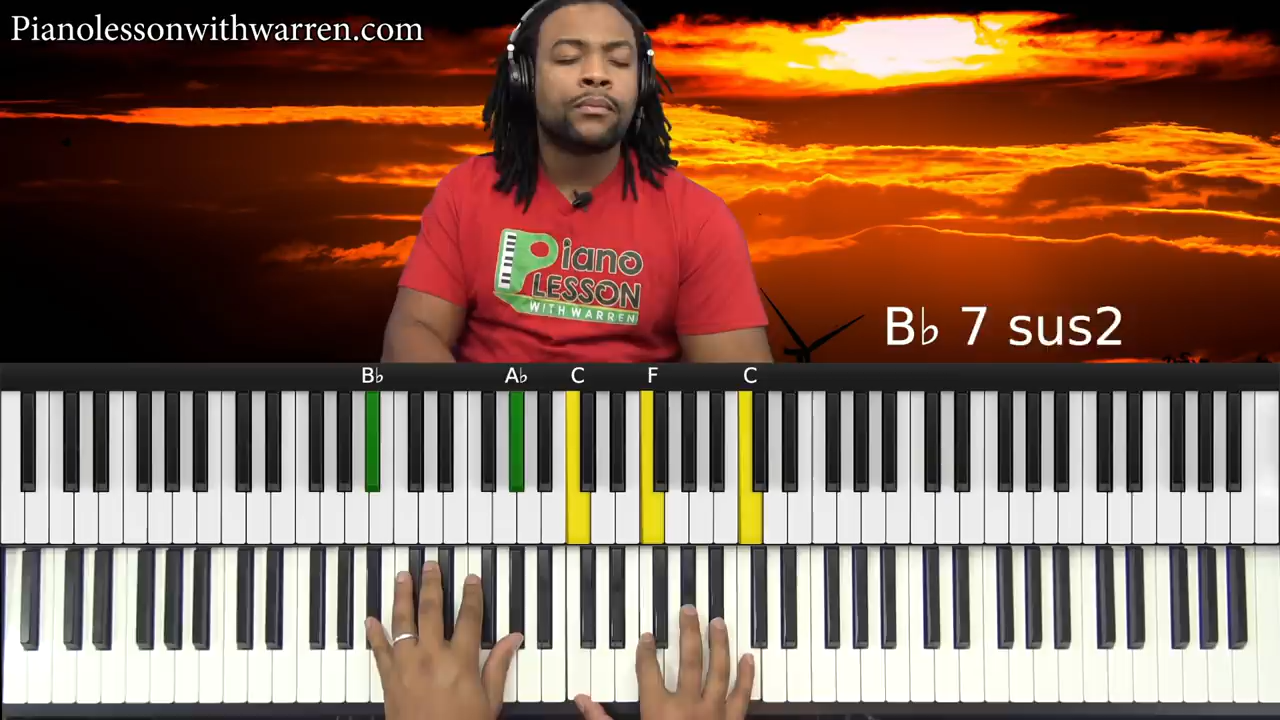 Pianolessonwithwarren.com
Piano
LESSON
WITH WARREN
B♭ 7 sus2
B♭ A♭ C F C